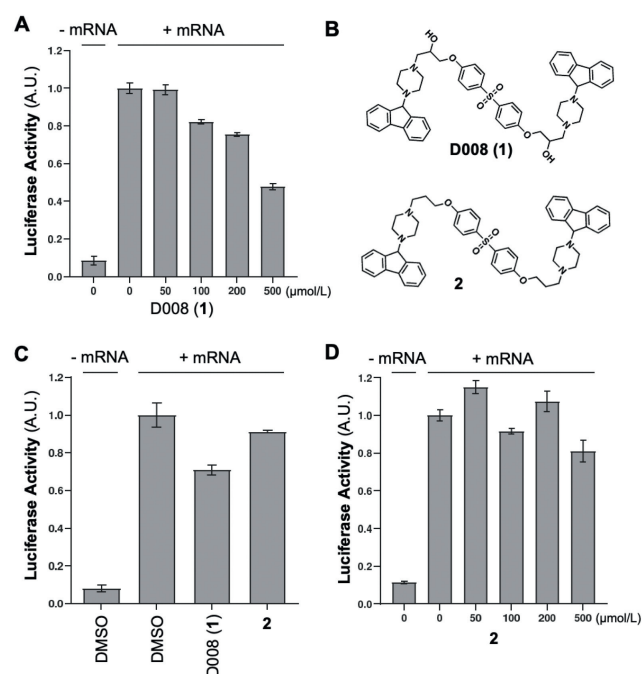 A
- mRNA
+ mRNA
Luciferase Activity (A.U.)
1.2
1.0
0.8
0.6
0.4
0.2
0.0
0 0 50 100 200 500 (µmol/L)
D008 (1)
B
HO
O
N
N
O
S
O
O
N
N
OH
D008 (1)
N
N
O
O
S
O
O
N
N
2
C
- mRNA
+ mRNA
Luciferase Activity (A.U.)
1.2
1.0
0.8
0.6
0.4
0.2
0.0
DMSO
DMSO
D008 (1)
2
D
- mRNA
+ mRNA
Luciferase Activity (A.U.)
1.2
1.0
0.8
0.6
0.4
0.2
0.0
0 0 50 100 200 500 (µmol/L)
2